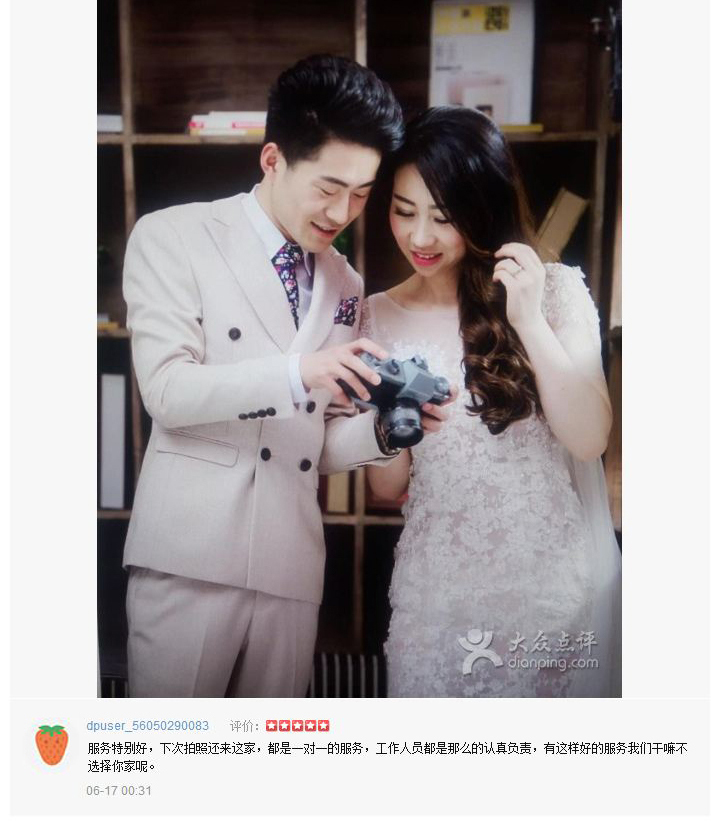 大众点评
dianping.com
dpuser_56050290083 评价:
服务特别好，下次拍照还来这家，都是一对一的服务，工作人员都是那么的认真负责，有这样好的服务我们干嘛不
选择你家呢。
06-17 00:31